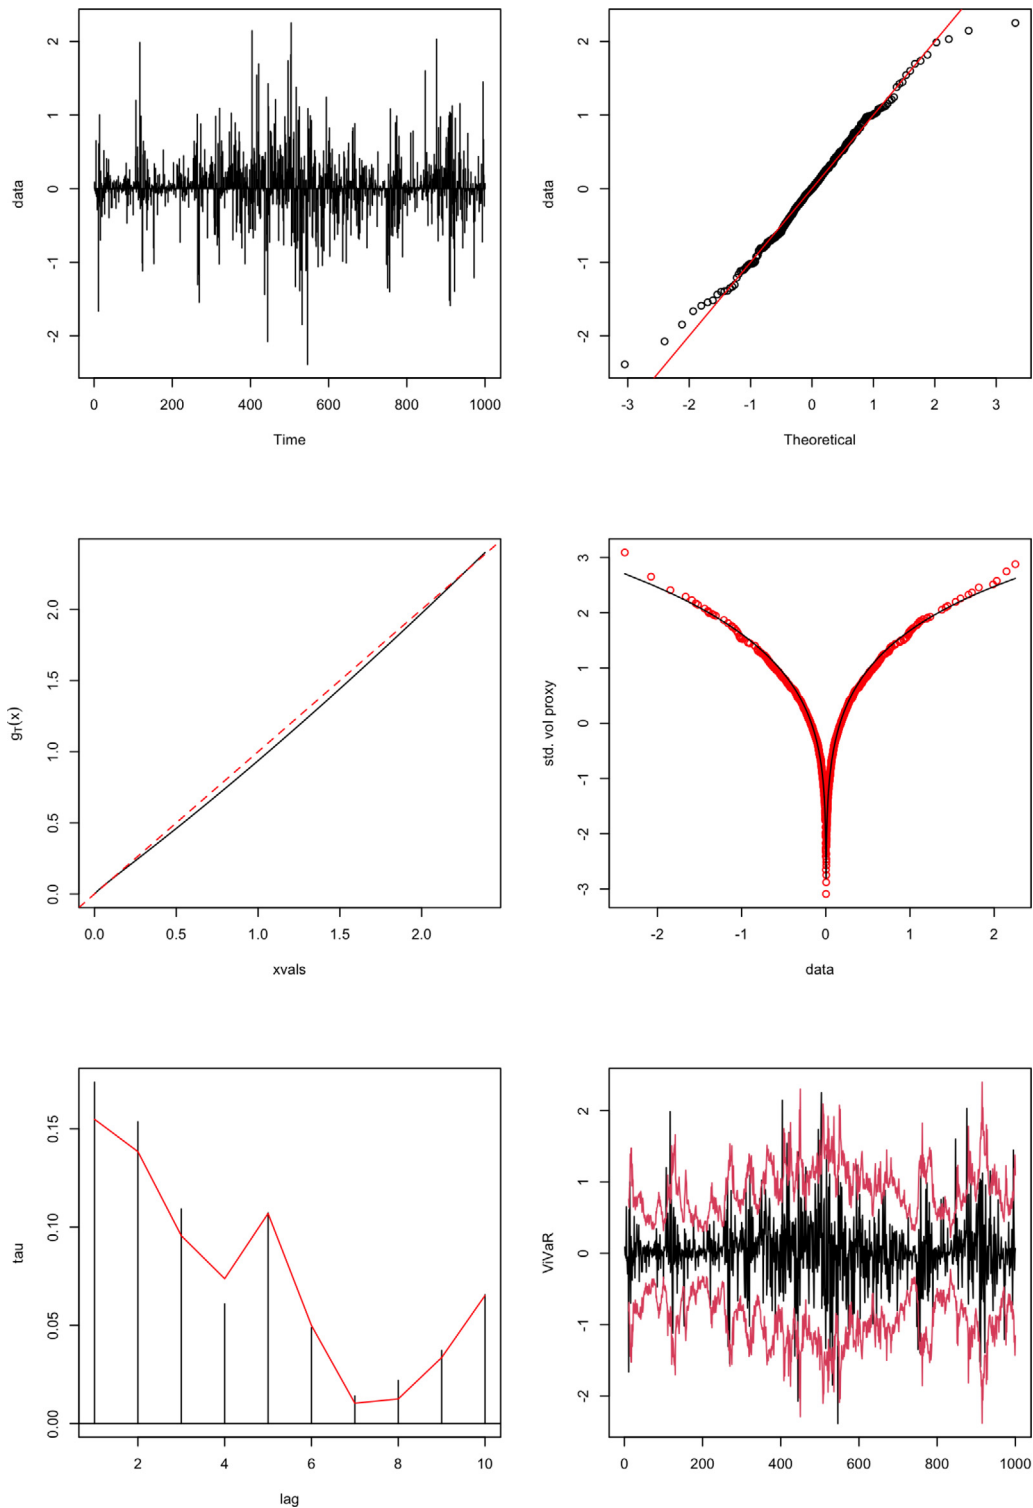 data
2
1
0
-1
-2
0 200 400 600 800 1000
Time
data
2
1
0
-1
-2
-3 -2 -1 0 1 2 3
Theoretical
gT(x)
2.0
1.5
1.0
0.5
0.0
0.0 0.5 1.0 1.5 2.0
xvals
std. vol proxy
3
2
1
0
-1
-2
-3
-2 -1 0 1 2
data
tau
0.15
0.10
0.05
0.00
2 4 6 8 10
lag
ViVaR
2
1
0
-1
-2
0 200 400 600 800 1000